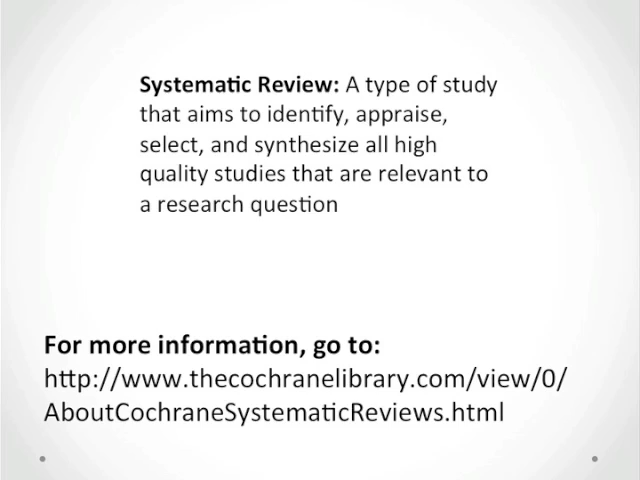 Systematic Review: A type of study
that aims to identify, appraise,
select, and synthesize all high
quality studies that are relevant to
a research question
For more information, go to:
http://www.thecochranelibrary.com/view/0/
AboutCochraneSystematicReviews.html